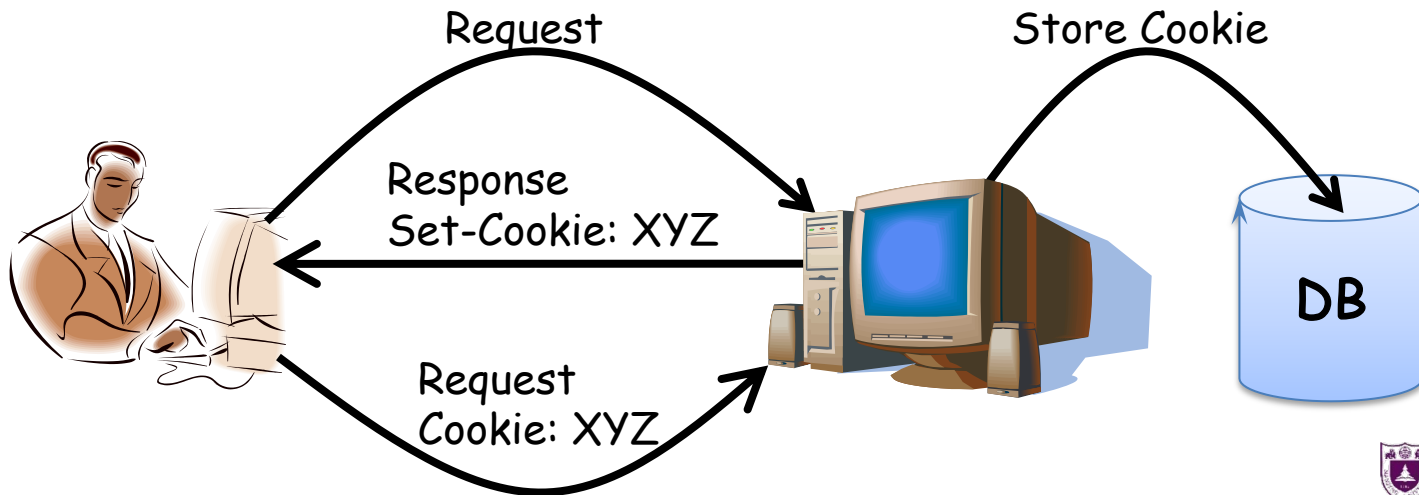 Request
Store Cookie
Response
Set-Cookie: XYZ
DB
Request
Cookie: XYZ